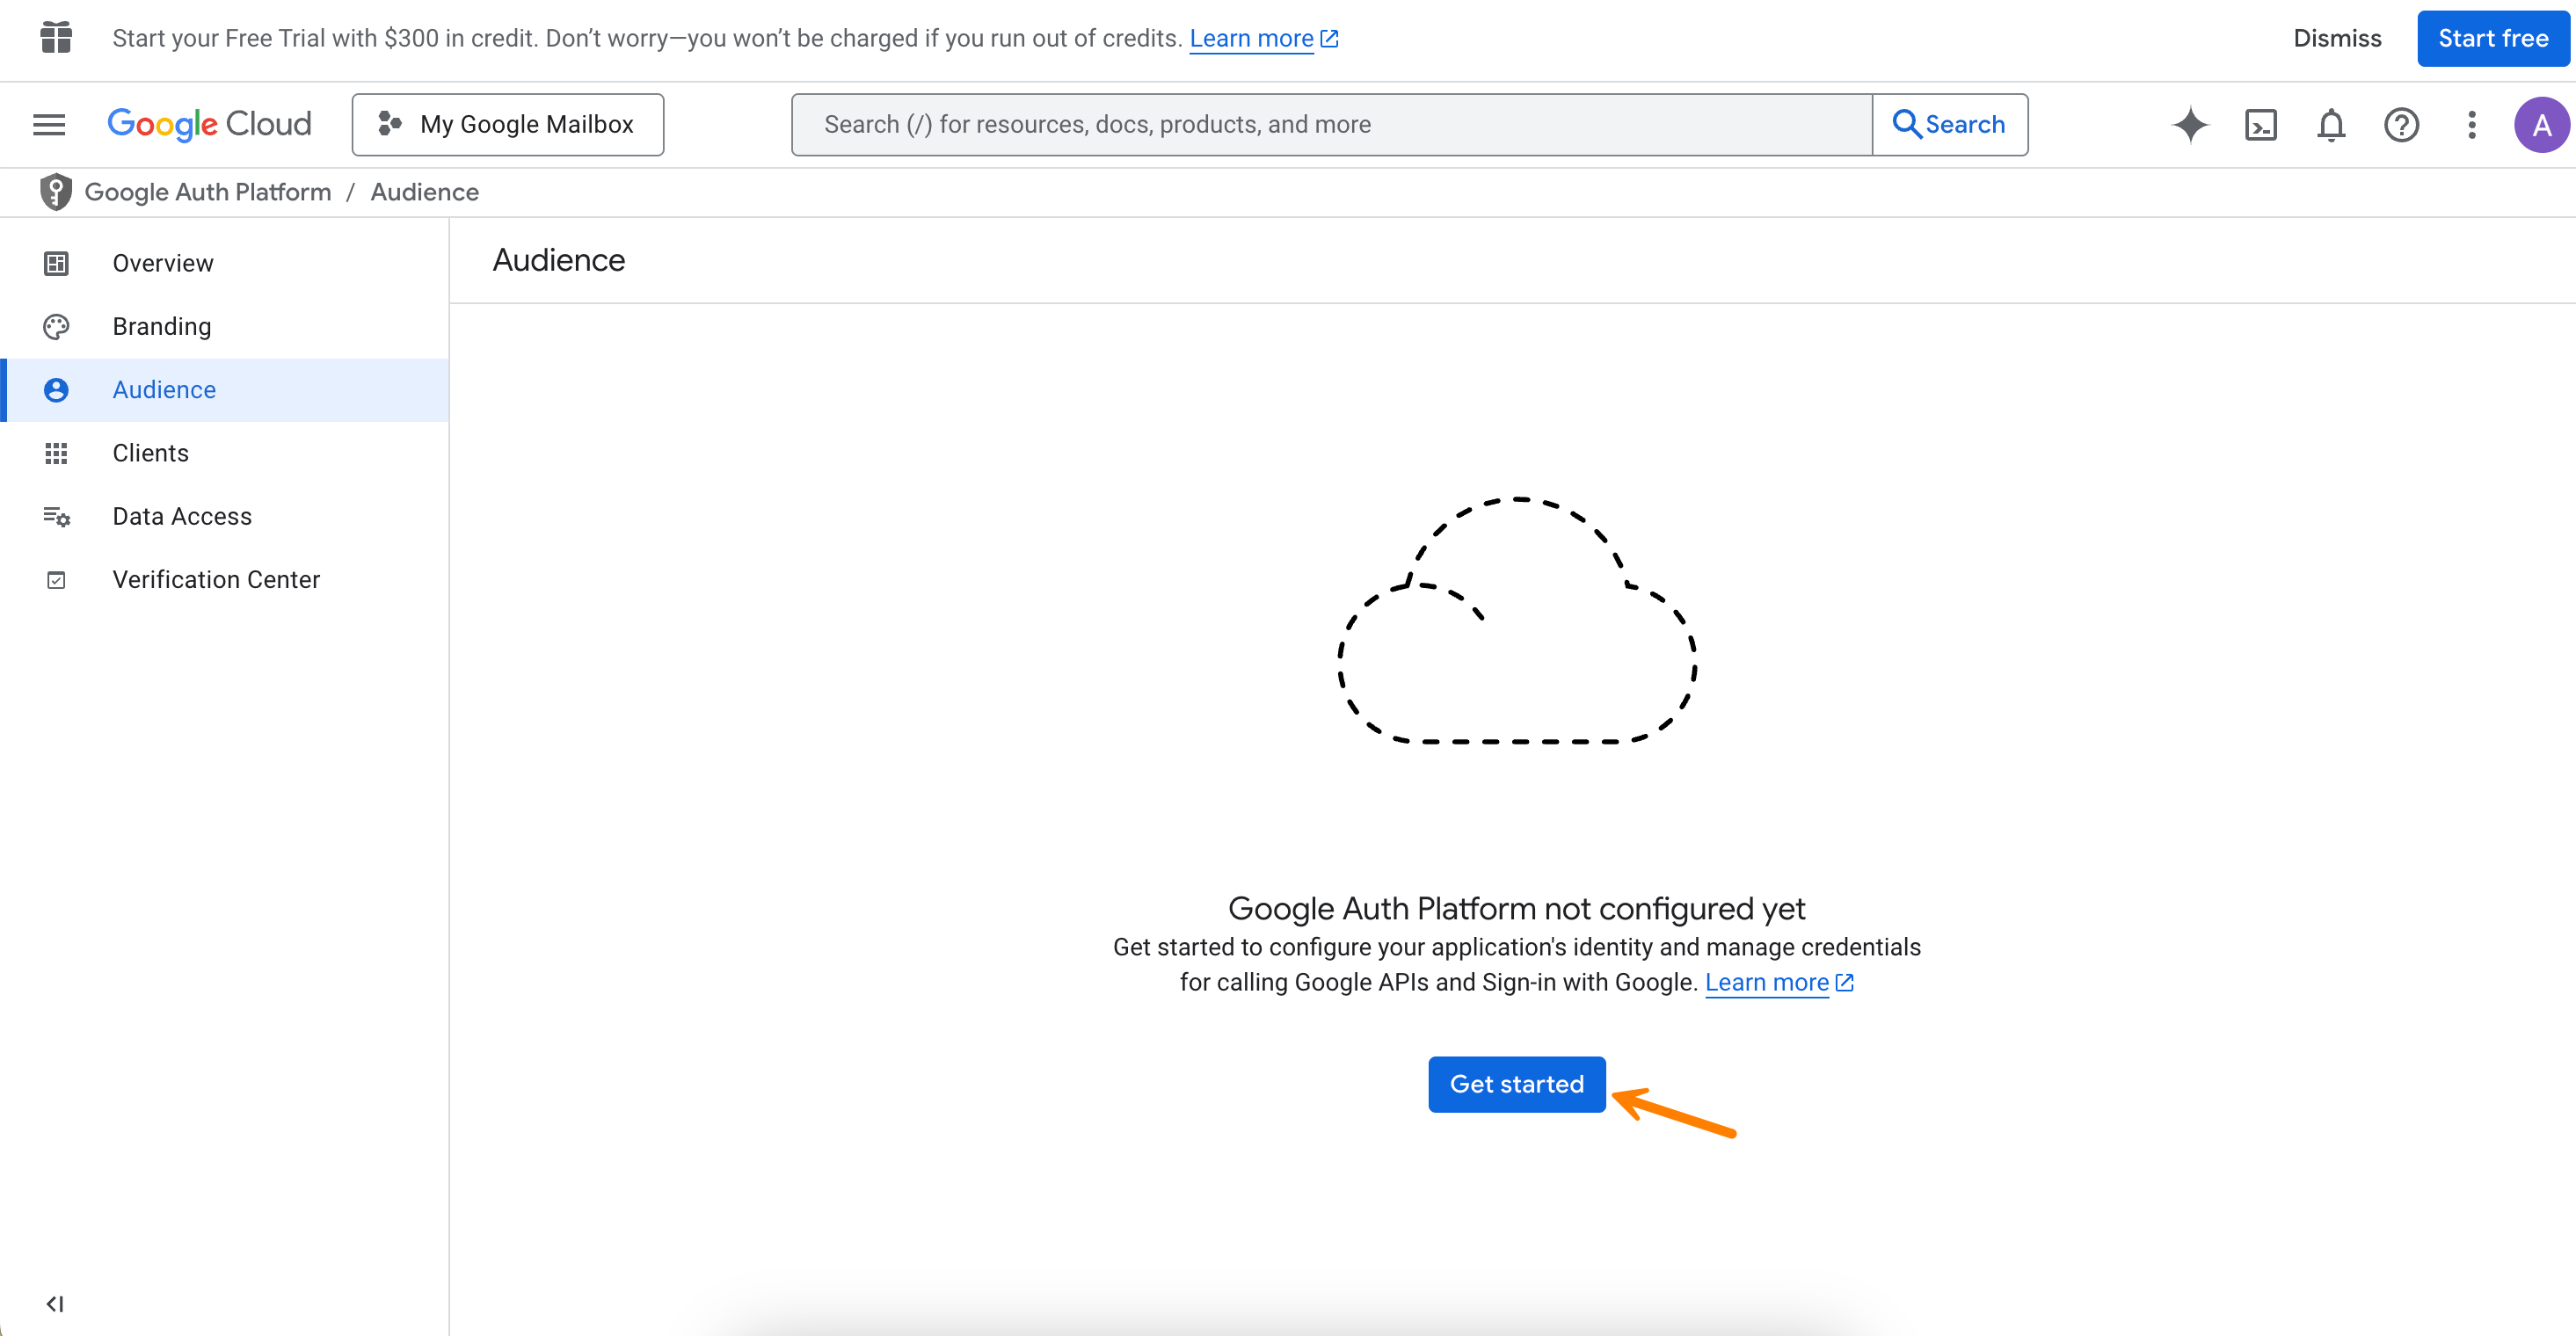 Start your Free Trial with $300 in credit. Don’t worry—you won’t be charged if you run out of credits. Learn more
Dismiss
Start free
Google Cloud
My Google Mailbox
Search (/) for resources, docs, products, and more
Search
A
Google Auth Platform / Audience
Overview
Branding
Audience
Clients
Data Access
Verification Center
Audience
Google Auth Platform not configured yet
Get started to configure your application's identity and manage credentials
for calling Google APIs and Sign-in with Google. Learn more
Get started